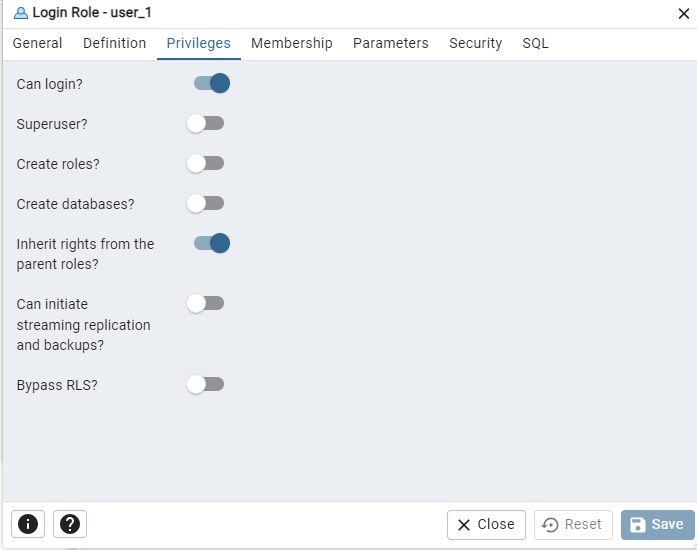 Login Role - user_1
General Definition Privileges Membership Parameters Security SQL
Can login?
Superuser?
Create roles?
Create databases?
Inherit rights from the
parent roles?
Can initiate
streaming replication
and backups?
Bypass RLS?
Close Reset Save